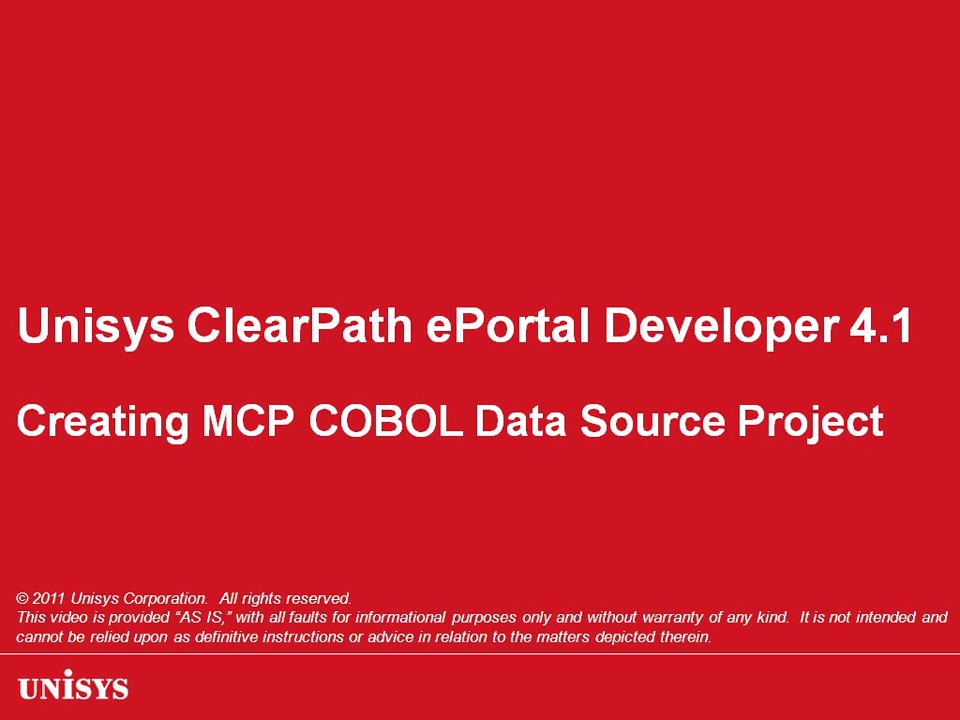 Unisys ClearPath ePortal Developer 4.1
Creating MCP COBOL Data Source Project
© 2011 Unisys Corporation. All rights reserved.
This video is provided “AS IS,” with all faults for informational purposes only and without warranty of any kind. It is not intended and
cannot be relied upon as definitive instructions or advice in relation to the matters depicted therein.
UNiSYS